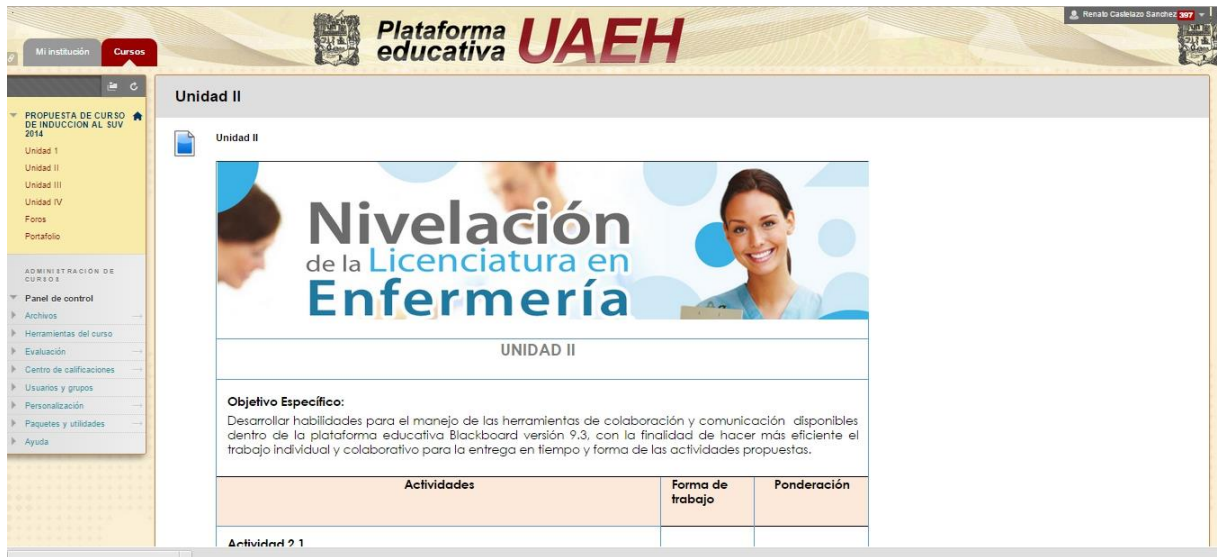 Plataforma
educativa UAEH
Renato Castelazo Sanchez 397
Mi institución
Cursos
PROPUESTA DE CURSO
DE INDUCCION AL SUV
2014
Unidad 1
Unidad II
Unidad III
Unidad IV
Foros
Portafolio
ADMINISTRACIÓN DE
CURSOS
Panel de control
Archivos
Herramientas del curso
Evaluación
Centro de calificaciones
Usuarios y grupos
Personalización
Paquetes y utilidades
Ayuda
Unidad II
Unidad II
Nivelación
de la Licenciatura en
Enfermería
UNIDAD II
Objetivo Específico:
Desarrollar habilidades para el manejo de las herramientas de colaboración y comunicación disponibles
dentro de la plataforma educativa Blackboard versión 9.3, con la finalidad de hacer más eficiente el
trabajo individual y colaborativo para la entrega en tiempo y forma de las actividades propuestas.
Actividades
Forma de
trabajo
Ponderación
Actividad 2.1